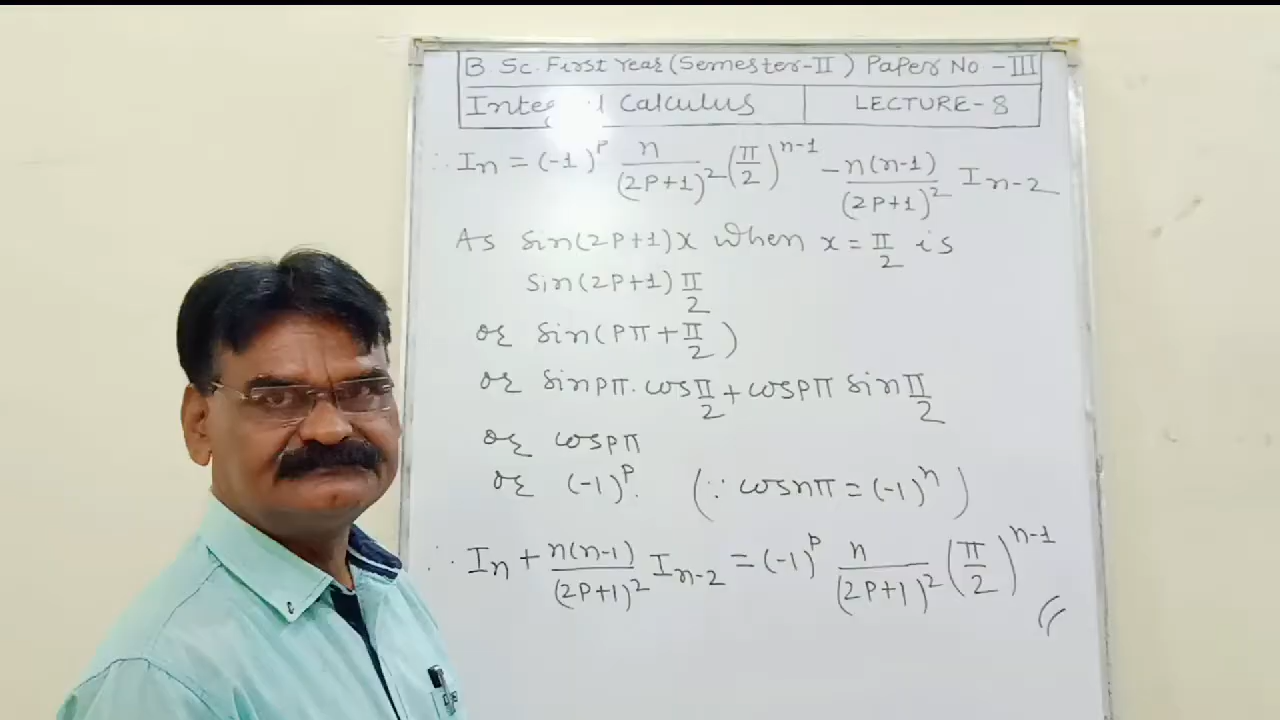 B.Sc. First Year (Semester-II) Paper No-III
Calculus LECTURE-8
∴ Iₙ = (-1)ᵖ n/(2P+1)² (π/2)ⁿ⁻¹ - n(n-1)/(2P+1)² Iₙ₋₂
As sin(2P+1)x when x = π/2 is
sin(2P+1)π/2
or sin(Pπ + π/2)
or sinpπ·cosπ/2 + cospπ sinπ/2
or cospπ
or (-1)ᵖ. (∵ cosnπ = (-1)ⁿ)
∴ Iₙ + n(n-1)/(2P+1)² Iₙ₋₂ = (-1)ᵖ n/(2P+1)² (π/2)ⁿ⁻¹